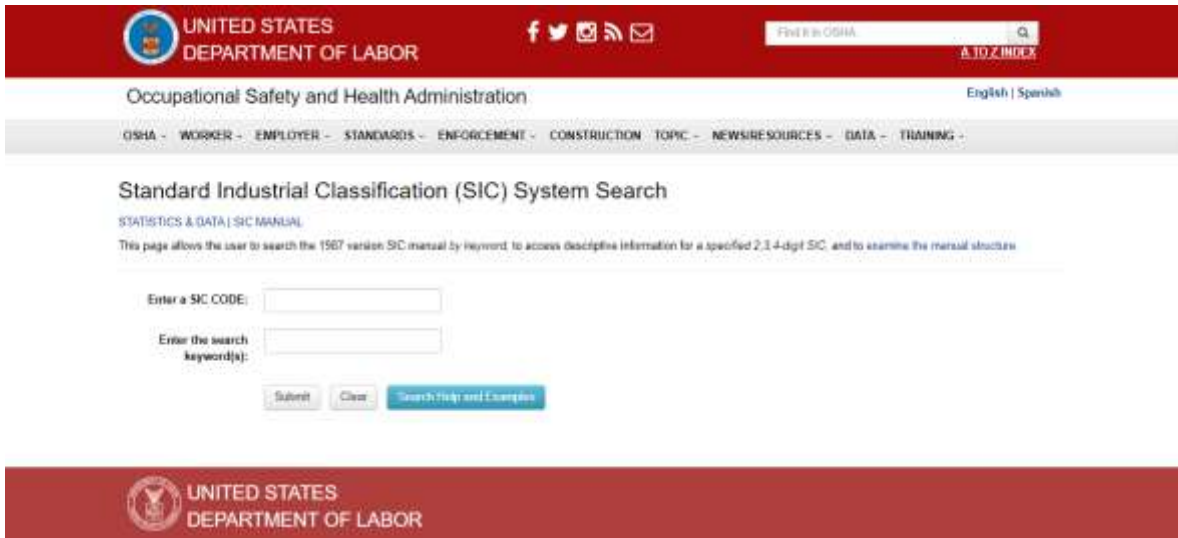 UNITED STATES
DEPARTMENT OF LABOR
Find it in OSHA
A TO Z INDEX
Occupational Safety and Health Administration
English | Spanish
OSHA WORKER EMPLOYER STANDARDS ENFORCEMENT CONSTRUCTION TOPIC NEWS/RESOURCES DATA TRAINING
Standard Industrial Classification (SIC) System Search
STATISTICS & DATA | SIC MANUAL
This page allows the user to search the 1987 version SIC manual by keyword, to access descriptive information for a specified 2,3,4-digit SIC, and to examine the manual structure
Enter a SIC CODE:
Enter the search
keyword(s):
Submit Clear Search Help and Examples
UNITED STATES
DEPARTMENT OF LABOR